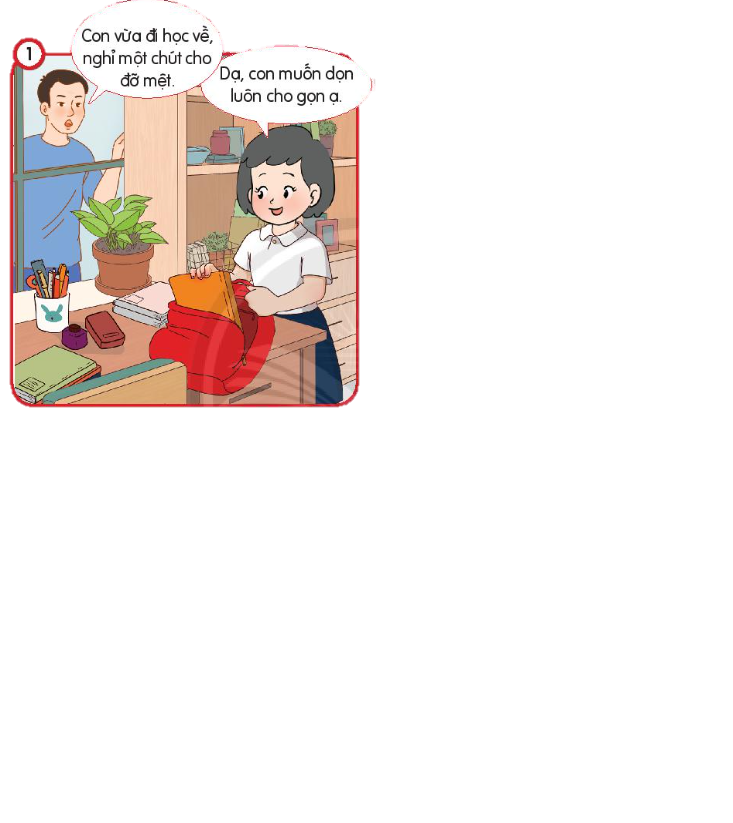 1
Con vừa đi học về,
nghỉ một chút cho
đỡ mệt.
Dạ, con muốn dọn
luôn cho gọn ạ.